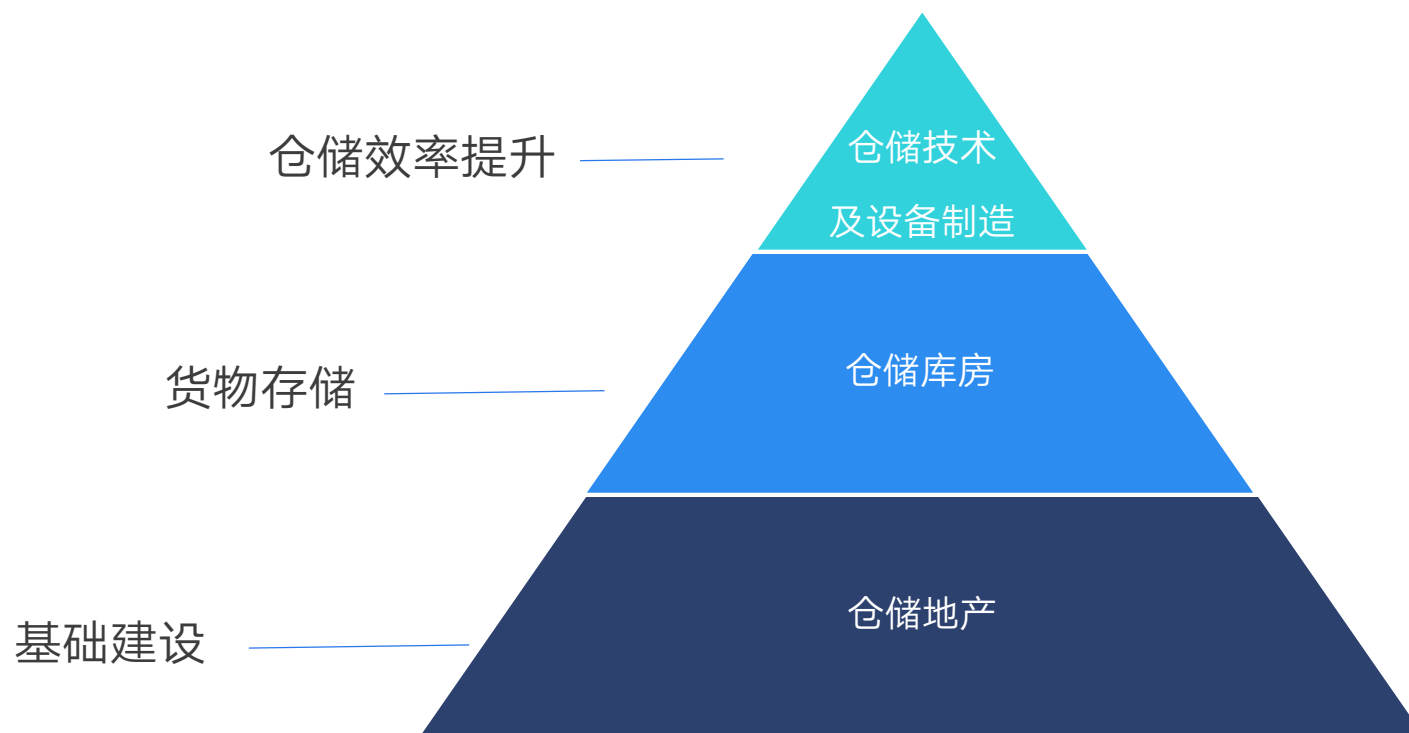 仓储效率提升
仓储技术
及设备制造
货物存储
仓储库房
基础建设
仓储地产